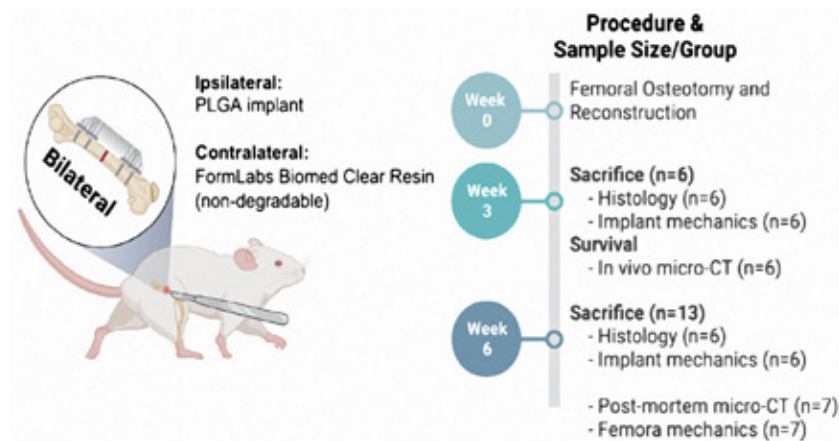 Bilateral
Ipsilateral:
PLGA implant
Contralateral:
FormLabs Biomed Clear Resin
(non-degradable)
Procedure &
Sample Size/Group
Week
0
Femoral Osteotomy and
Reconstruction
Week
3
Sacrifice (n=6)
- Histology (n=6)
- Implant mechanics (n=6)
Survival
- In vivo micro-CT (n=6)
Week
6
Sacrifice (n=13)
- Histology (n=6)
- Implant mechanics (n=6)
- Post-mortem micro-CT (n=7)
- Femora mechanics (n=7)